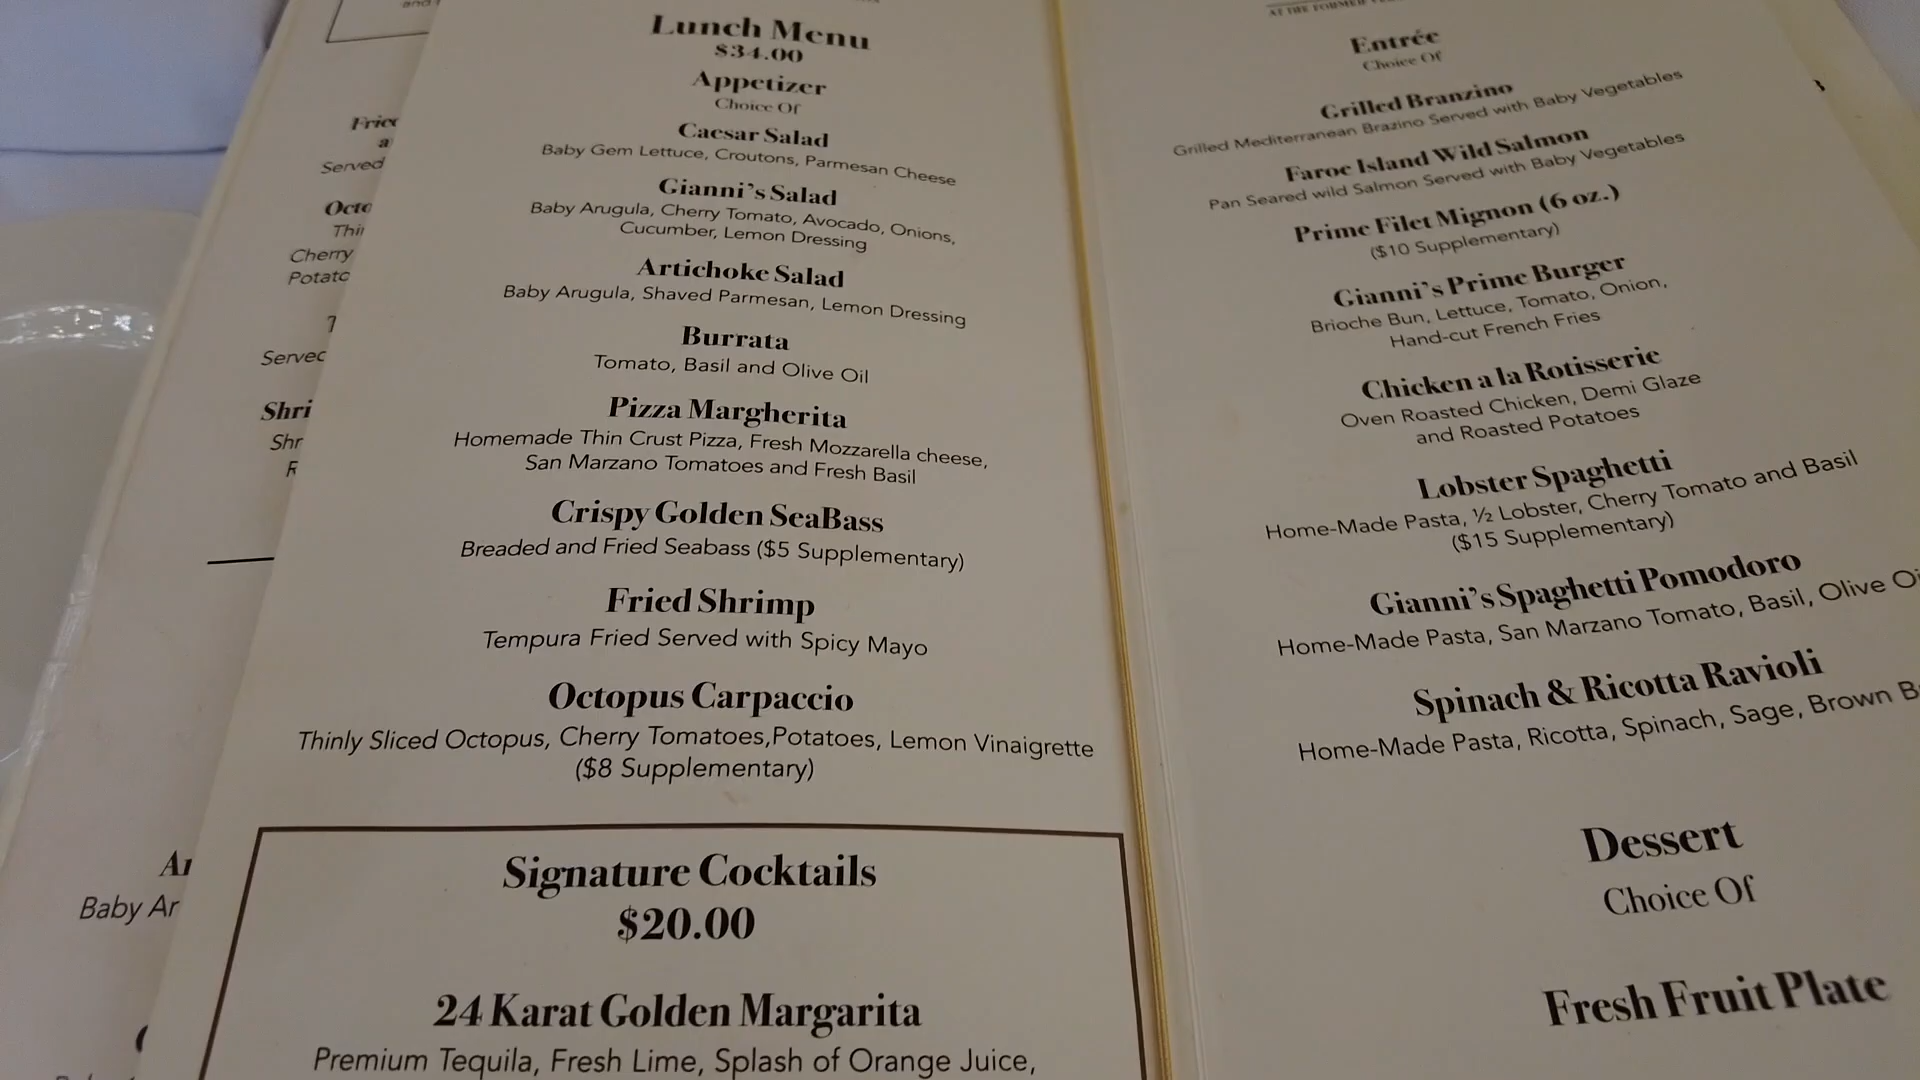 Lunch Menu
$34.00
Appetizer
Choice Of
Caesar Salad
Baby Gem Lettuce, Croutons, Parmesan Cheese
Gianni's Salad
Baby Arugula, Cherry Tomato, Avocado, Onions,
Cucumber, Lemon Dressing
Artichoke Salad
Baby Arugula, Shaved Parmesan, Lemon Dressing
Burrata
Tomato, Basil and Olive Oil
Pizza Margherita
Homemade Thin Crust Pizza, Fresh Mozzarella cheese,
San Marzano Tomatoes and Fresh Basil
Crispy Golden SeaBass
Breaded and Fried Seabass ($5 Supplementary)
Fried Shrimp
Tempura Fried Served with Spicy Mayo
Octopus Carpaccio
Thinly Sliced Octopus, Cherry Tomatoes,Potatoes, Lemon Vinaigrette
($8 Supplementary)
Signature Cocktails
$20.00
24 Karat Golden Margarita
Premium Tequila, Fresh Lime, Splash of Orange Juice,
AT THE FORMER
Entrée
Choice Of
Grilled Branzino
Grilled Mediterranean Brazino Served with Baby Vegetables
Faroe Island Wild Salmon
Pan Seared wild Salmon Served with Baby Vegetables
Prime Filet Mignon (6 oz.)
($10 Supplementary)
Gianni's Prime Burger
Brioche Bun, Lettuce, Tomato, Onion,
Hand-cut French Fries
Chicken a la Rotisserie
Oven Roasted Chicken, Demi Glaze
and Roasted Potatoes
Lobster Spaghetti
Home-Made Pasta, ½ Lobster, Cherry Tomato and Basil
($15 Supplementary)
Gianni's Spaghetti Pomodoro
Home-Made Pasta, San Marzano Tomato, Basil, Olive Oi
Spinach & Ricotta Ravioli
Home-Made Pasta, Ricotta, Spinach, Sage, Brown B
Dessert
Choice Of
Fresh Fruit Plate
Served
Cherry
Shri
Shr
Baby Ar